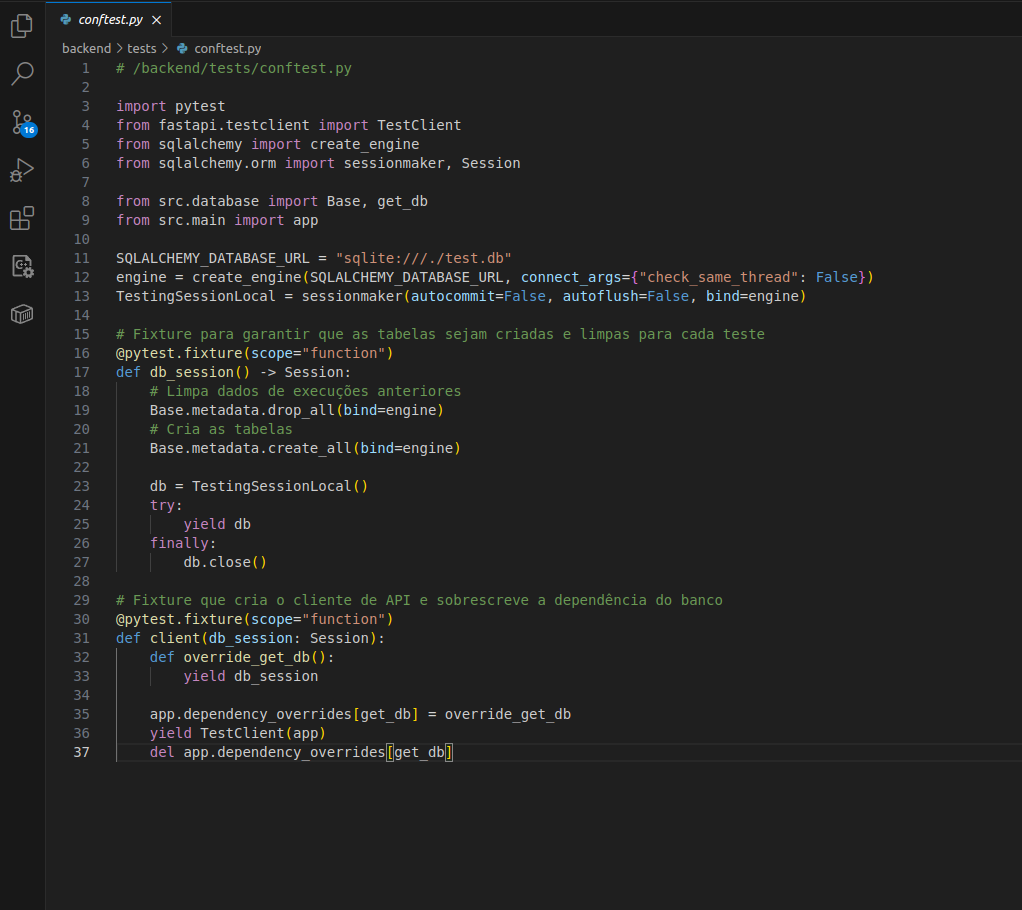 conftest.py
backend > tests > conftest.py
16
1 # /backend/tests/conftest.py
2
3 import pytest
4 from fastapi.testclient import TestClient
5 from sqlalchemy import create_engine
6 from sqlalchemy.orm import sessionmaker, Session
7
8 from src.database import Base, get_db
9 from src.main import app
10
11 SQLALCHEMY_DATABASE_URL = "sqlite:///./test.db"
12 engine = create_engine(SQLALCHEMY_DATABASE_URL, connect_args={"check_same_thread": False})
13 TestingSessionLocal = sessionmaker(autocommit=False, autoflush=False, bind=engine)
14
15 # Fixture para garantir que as tabelas sejam criadas e limpas para cada teste
16 @pytest.fixture(scope="function")
17 def db_session() -> Session:
18     # Limpa dados de execuções anteriores
19     Base.metadata.drop_all(bind=engine)
20     # Cria as tabelas
21     Base.metadata.create_all(bind=engine)
22
23     db = TestingSessionLocal()
24     try:
25         yield db
26     finally:
27         db.close()
28
29 # Fixture que cria o cliente de API e sobrescreve a dependência do banco
30 @pytest.fixture(scope="function")
31 def client(db_session: Session):
32     def override_get_db():
33         yield db_session
34
35     app.dependency_overrides[get_db] = override_get_db
36     yield TestClient(app)
37     del app.dependency_overrides[get_db]